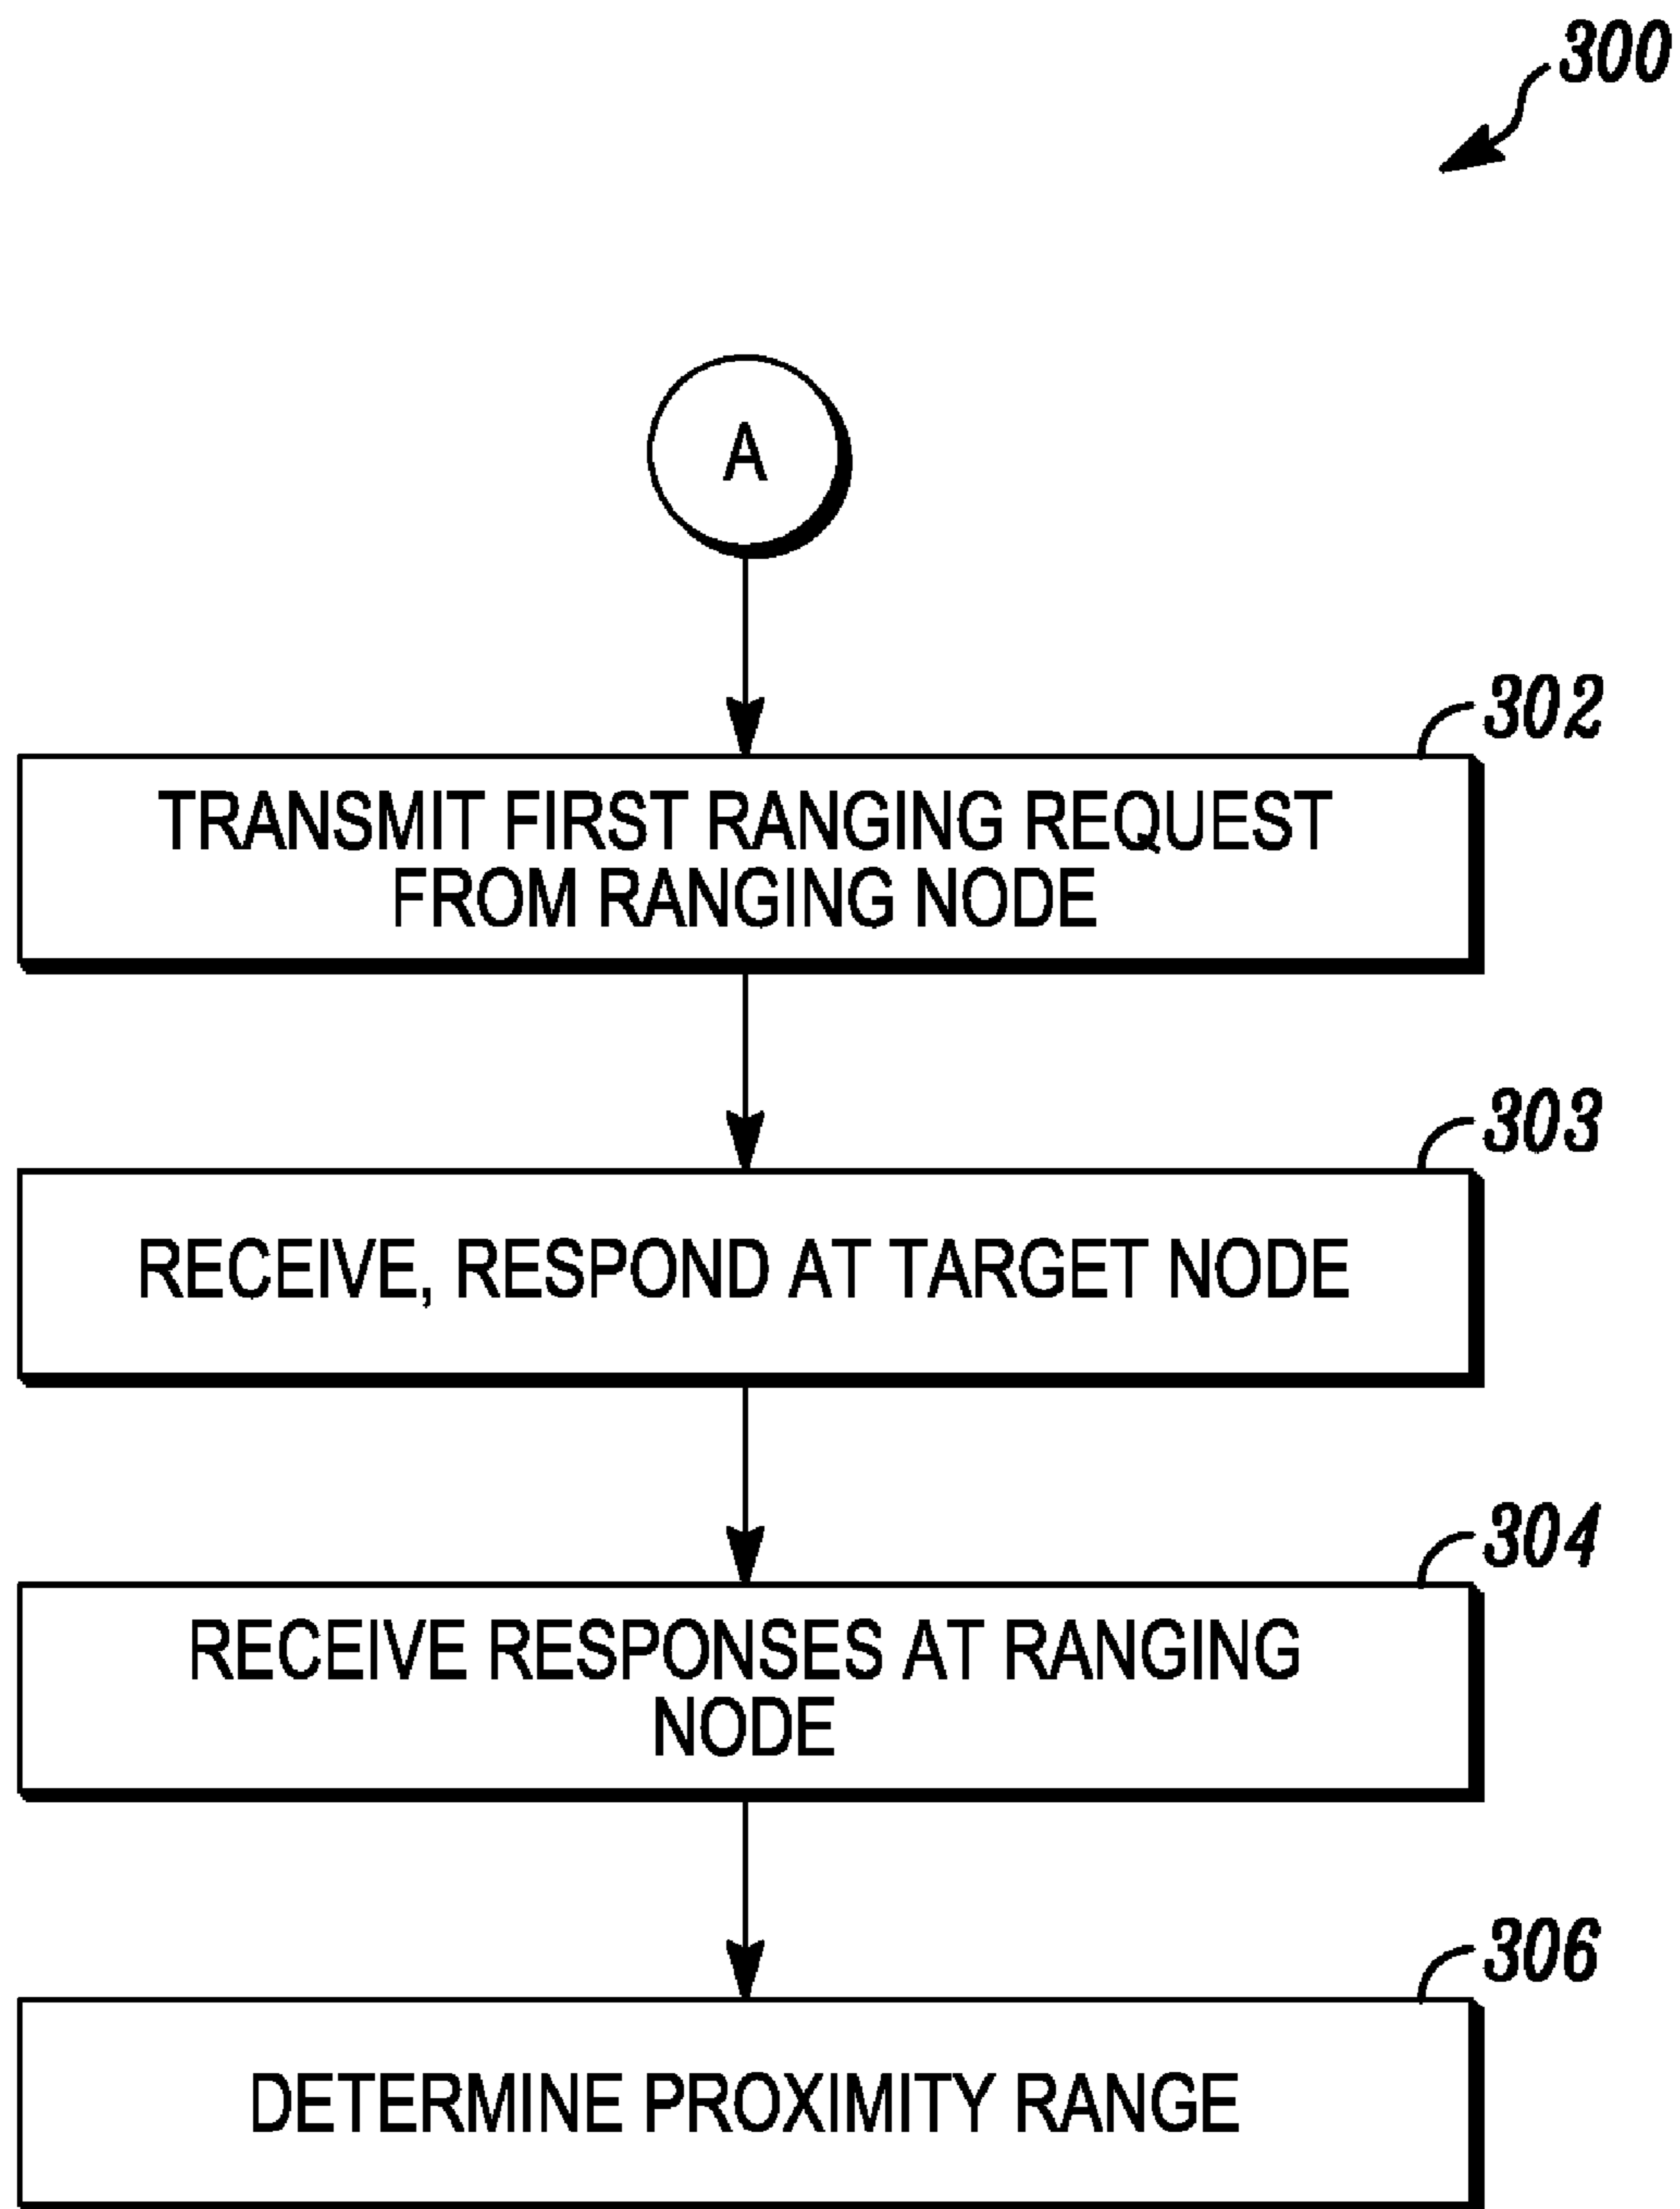 300
A
302
TRANSMIT FIRST RANGING REQUEST
FROM RANGING NODE
303
RECEIVE, RESPOND AT TARGET NODE
304
RECEIVE RESPONSES AT RANGING
NODE
306
DETERMINE PROXIMITY RANGE